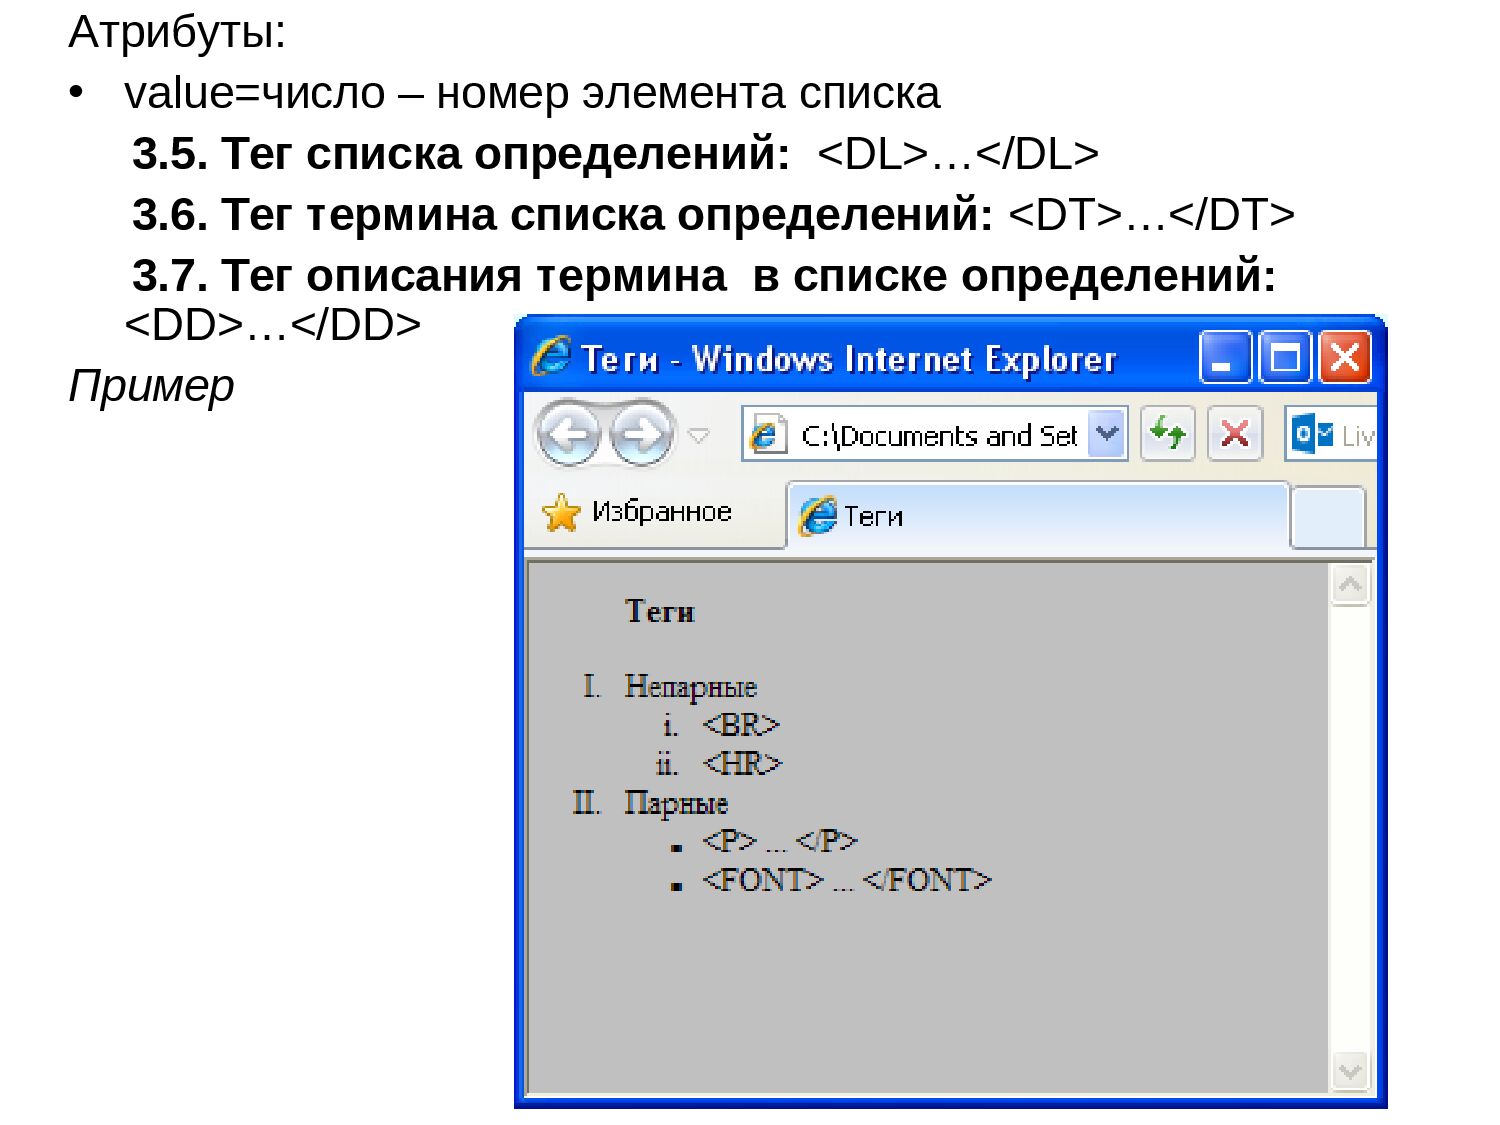 Атрибуты:
• value=число – номер элемента списка
3.5. Тег списка определений: <DL>…</DL>
3.6. Тег термина списка определений: <DT>…</DT>
3.7. Тег описания термина в списке определений:
<DD>…</DD>
Пример
Теги - Windows Internet Explorer
C:\Documents and Set
Liv
Избранное
Теги
Теги
I. Непарные
i. <BR>
ii. <HR>
II. Парные
▪ <P> ... </P>
▪ <FONT> ... </FONT>